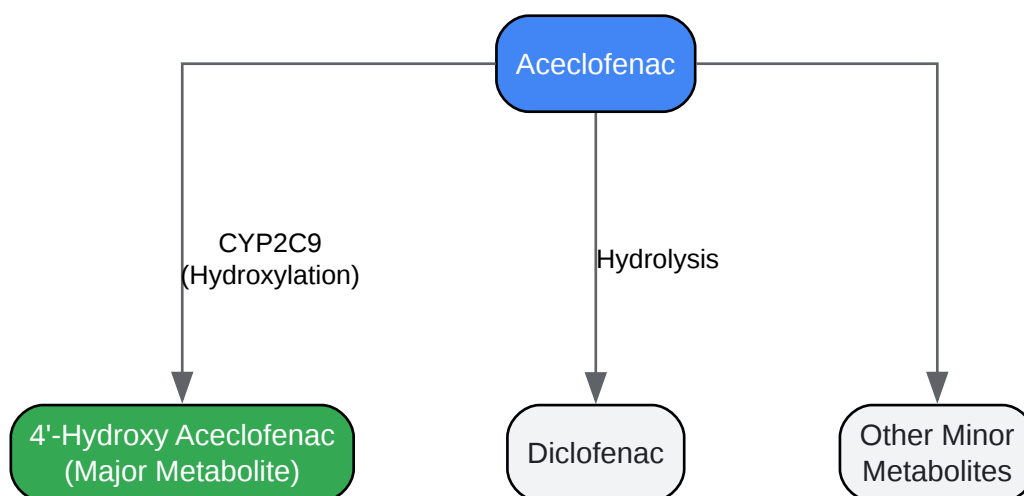 Aceclofenac
CYP2C9
(Hydroxylation)
Hydrolysis
4'-Hydroxy Aceclofenac
(Major Metabolite)
Diclofenac
Other Minor
Metabolites